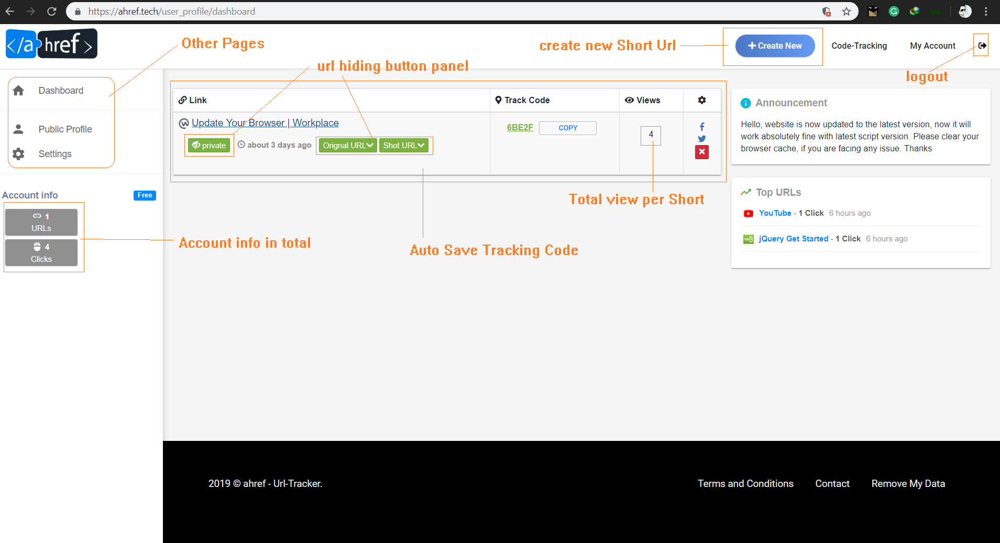 https://ahref.tech/user_profile/dashboard
</a href >
Other Pages
create new Short Url
Create New
Code-Tracking
My Account
logout
url hiding button panel
Dashboard
Public Profile
Settings
Account info
Free
1
URLs
4
Clicks
Account info in total
Link
Track Code
Views
Update Your Browser | Workplace
private
about 3 days ago
Orignal URL
Shot URL
6BE2F
COPY
4
Total view per Short
Auto Save Tracking Code
Announcement
Hello, website is now updated to the latest version, now it will
work absolutely fine with latest script version. Please clear your
browser cache, if you are facing any issue. Thanks
Top URLs
YouTube - 1 Click 6 hours ago
jQuery Get Started - 1 Click 6 hours ago
2019 © ahref - Url-Tracker.
Terms and Conditions
Contact
Remove My Data